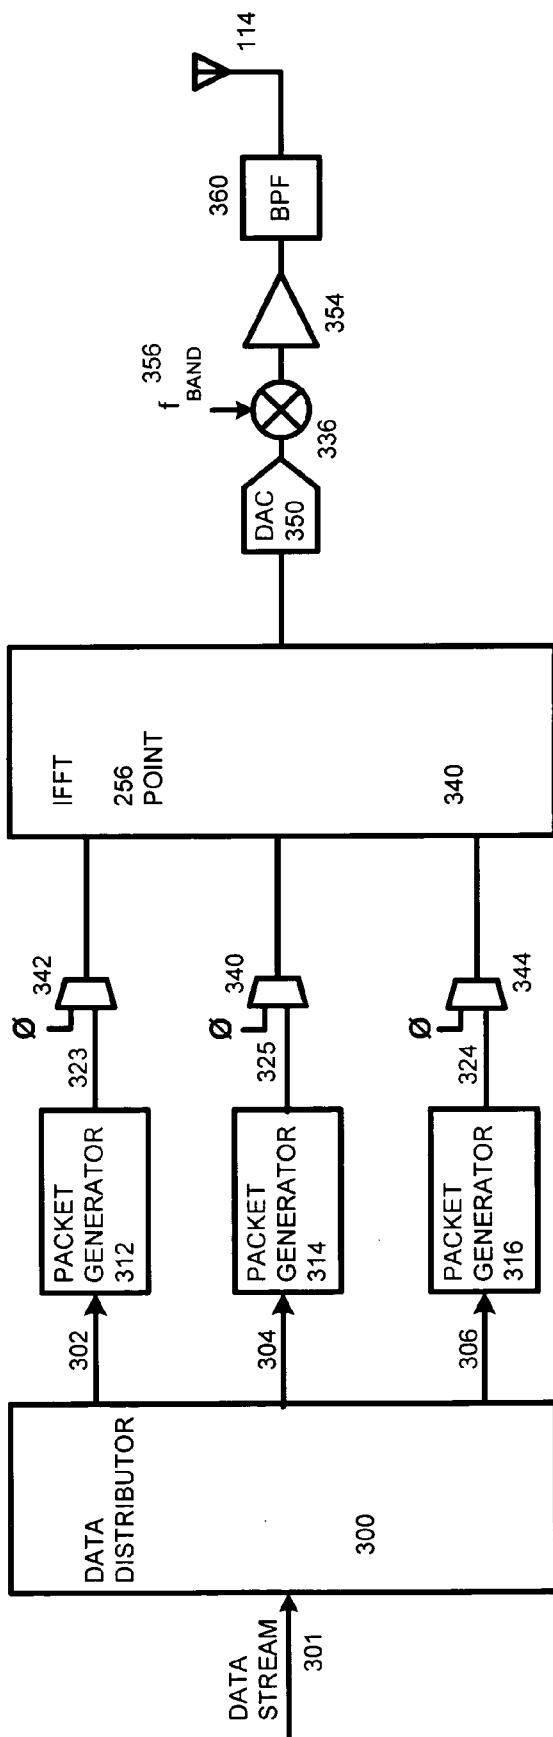 DATA
STREAM
301
DATA
DISTRIBUTOR
300
302
304
306
PACKET
GENERATOR
312
PACKET
GENERATOR
314
PACKET
GENERATOR
316
323
325
324
Ø
342
Ø
340
Ø
344
IFFT
256
POINT
340
DAC
350
336
f BAND
356
354
360
BPF
114